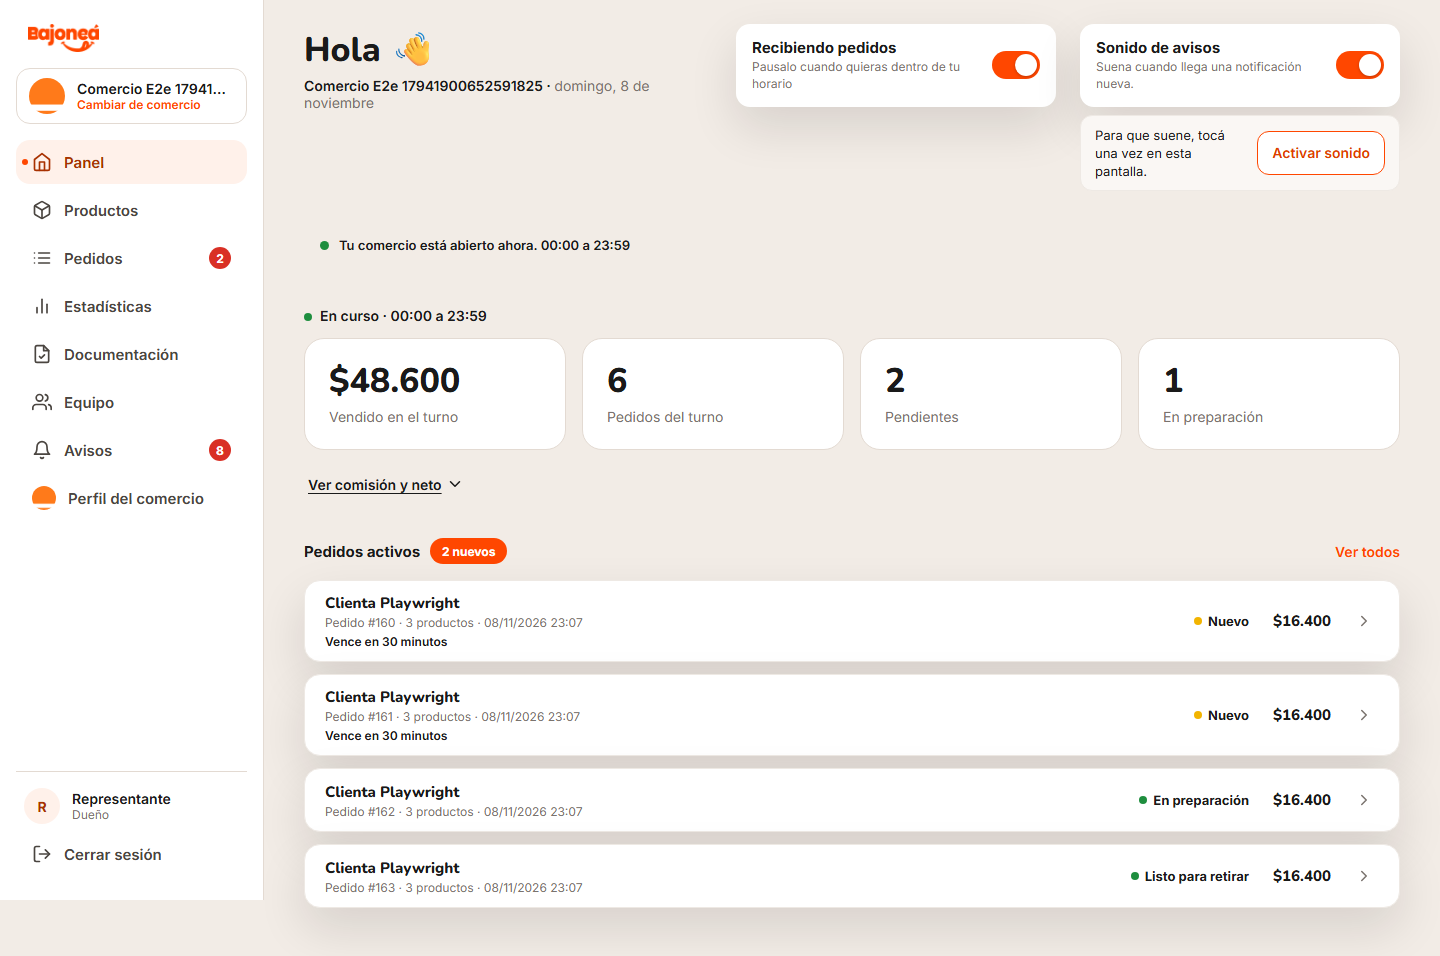 Bajoneá
Comercio E2e 17941...
Cambiar de comercio
Panel
Productos
Pedidos 2
Estadísticas
Documentación
Equipo
Avisos 8
Perfil del comercio
R
Representante
Dueño
Cerrar sesión
Hola 👋
Comercio E2e 17941900652591825 · domingo, 8 de
noviembre
Recibiendo pedidos
Pausalo cuando quieras dentro de tu
horario
Sonido de avisos
Suena cuando llega una notificación
nueva.
Para que suene, tocá
una vez en esta
pantalla.
Activar sonido
Tu comercio está abierto ahora. 00:00 a 23:59
En curso · 00:00 a 23:59
$48.600
Vendido en el turno
6
Pedidos del turno
2
Pendientes
1
En preparación
Ver comisión y neto
Pedidos activos 2 nuevos Ver todos
Clienta Playwright
Pedido #160 · 3 productos · 08/11/2026 23:07
Vence en 30 minutos
Nuevo $16.400
Clienta Playwright
Pedido #161 · 3 productos · 08/11/2026 23:07
Vence en 30 minutos
Nuevo $16.400
Clienta Playwright
Pedido #162 · 3 productos · 08/11/2026 23:07
En preparación $16.400
Clienta Playwright
Pedido #163 · 3 productos · 08/11/2026 23:07
Listo para retirar $16.400